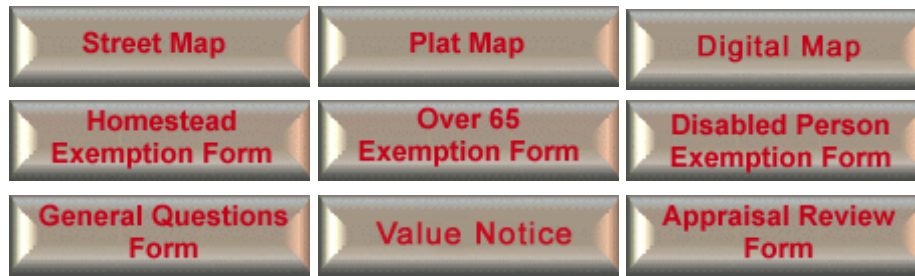 Street Map
Plat Map
Digital Map
Homestead
Exemption Form
Over 65
Exemption Form
Disabled Person
Exemption Form
General Questions
Form
Value Notice
Appraisal Review
Form